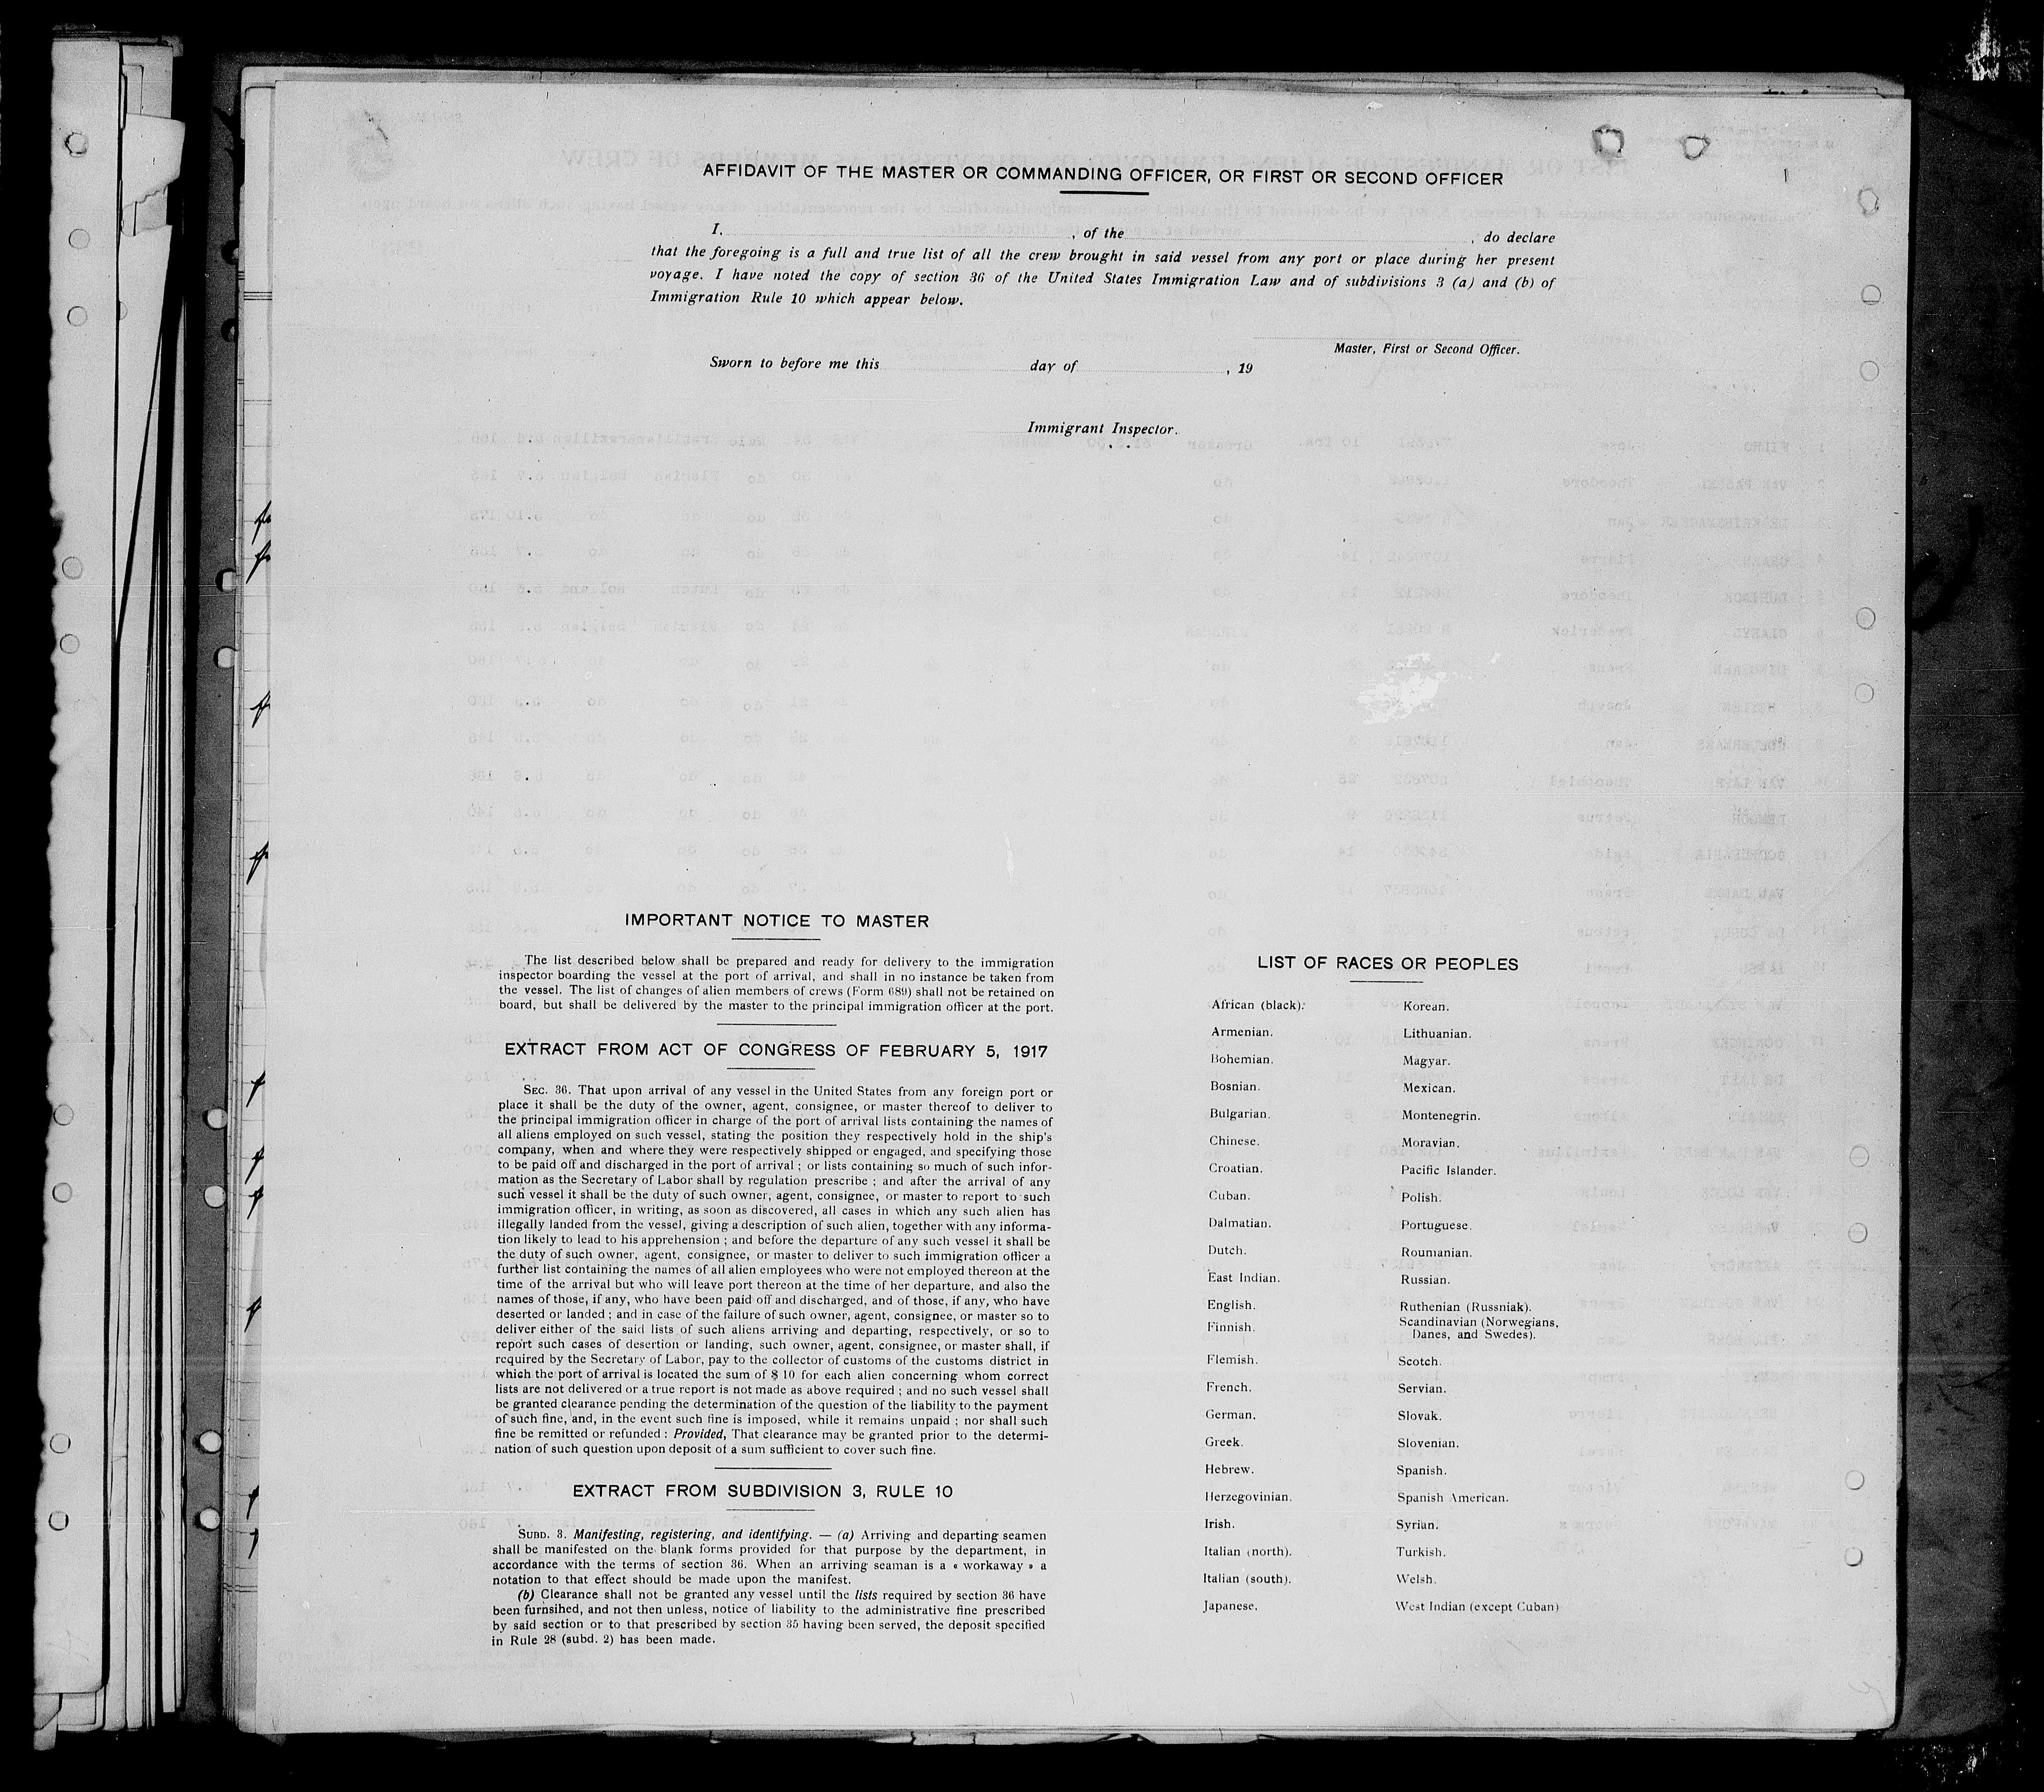 AFFIDAVIT OF THE MASTER OR COMMANDING OFFICER, OR FIRST OR SECOND OFFICER
I, , of the , do declare
that the foregoing is a full and true list of all the crew brought in said vessel from any port or place during her present
voyage. I have noted the copy of section 36 of the United States Immigration Law and of subdivisions 3 (a) and (b) of
Immigration Rule 10 which appear below.
Master, First or Second Officer.
Sworn to before me this day of , 19
Immigrant Inspector.
IMPORTANT NOTICE TO MASTER
The list described below shall be prepared and ready for delivery to the immigration
inspector boarding the vessel at the port of arrival, and shall in no instance be taken from
the vessel. The list of changes of alien members of crews (Form 689) shall not be retained on
board, but shall be delivered by the master to the principal immigration officer at the port.
EXTRACT FROM ACT OF CONGRESS OF FEBRUARY 5, 1917
SEC. 36. That upon arrival of any vessel in the United States from any foreign port or
place it shall be the duty of the owner, agent, consignee, or master thereof to deliver to
the principal immigration officer in charge of the port of arrival lists containing the names of
all aliens employed on such vessel, stating the position they respectively hold in the ship's
company, when and where they were respectively shipped or engaged, and specifying those
to be paid off and discharged in the port of arrival ; or lists containing so much of such infor-
mation as the Secretary of Labor shall by regulation prescribe ; and after the arrival of any
such vessel it shall be the duty of such owner, agent, consignee, or master to report to such
immigration officer, in writing, as soon as discovered, all cases in which any such alien has
illegally landed from the vessel, giving a description of such alien, together with any informa-
tion likely to lead to his apprehension ; and before the departure of any such vessel it shall be
the duty of such owner, agent, consignee, or master to deliver to such immigration officer a
further list containing the names of all alien employees who were not employed thereon at the
time of the arrival but who will leave port thereon at the time of her departure, and also the
names of those, if any, who have been paid off and discharged, and of those, if any, who have
deserted or landed ; and in case of the failure of such owner, agent, consignee, or master so to
deliver either of the said lists of such aliens arriving and departing, respectively, or so to
report such cases of desertion or landing, such owner, agent, consignee, or master shall, if
required by the Secretary of Labor, pay to the collector of customs of the customs district in
which the port of arrival is located the sum of $ 10 for each alien concerning whom correct
lists are not delivered or a true report is not made as above required ; and no such vessel shall
be granted clearance pending the determination of the question of the liability to the payment
of such fine, and, in the event such fine is imposed, while it remains unpaid ; nor shall such
fine be remitted or refunded : Provided, That clearance may be granted prior to the determi-
nation of such question upon deposit of a sum sufficient to cover such fine.
EXTRACT FROM SUBDIVISION 3, RULE 10
SUBD. 3. Manifesting, registering, and identifying. — (a) Arriving and departing seamen
shall be manifested on the blank forms provided for that purpose by the department, in
accordance with the terms of section 36. When an arriving seaman is a « workaway » a
notation to that effect should be made upon the manifest.
(b) Clearance shall not be granted any vessel until the lists required by section 36 have
been furnsihed, and not then unless, notice of liability to the administrative fine prescribed
by said section or to that prescribed by section 35 having been served, the deposit specified
in Rule 28 (subd. 2) has been made.
LIST OF RACES OR PEOPLES
African (black).
Armenian.
Bohemian.
Bosnian.
Bulgarian.
Chinese.
Croatian.
Cuban.
Dalmatian.
Dutch.
East Indian.
English.
Finnish.
Flemish.
French.
German.
Greek.
Hebrew.
Herzegovinian.
Irish.
Italian (north).
Italian (south).
Japanese.
Korean.
Lithuanian.
Magyar.
Mexican.
Montenegrin.
Moravian.
Pacific Islander.
Polish.
Portuguese.
Roumanian.
Russian.
Ruthenian (Russniak).
Scandinavian (Norwegians,
Danes, and Swedes).
Scotch.
Servian.
Slovak.
Slovenian.
Spanish.
Spanish American.
Syrian.
Turkish.
Welsh.
West Indian (except Cuban)